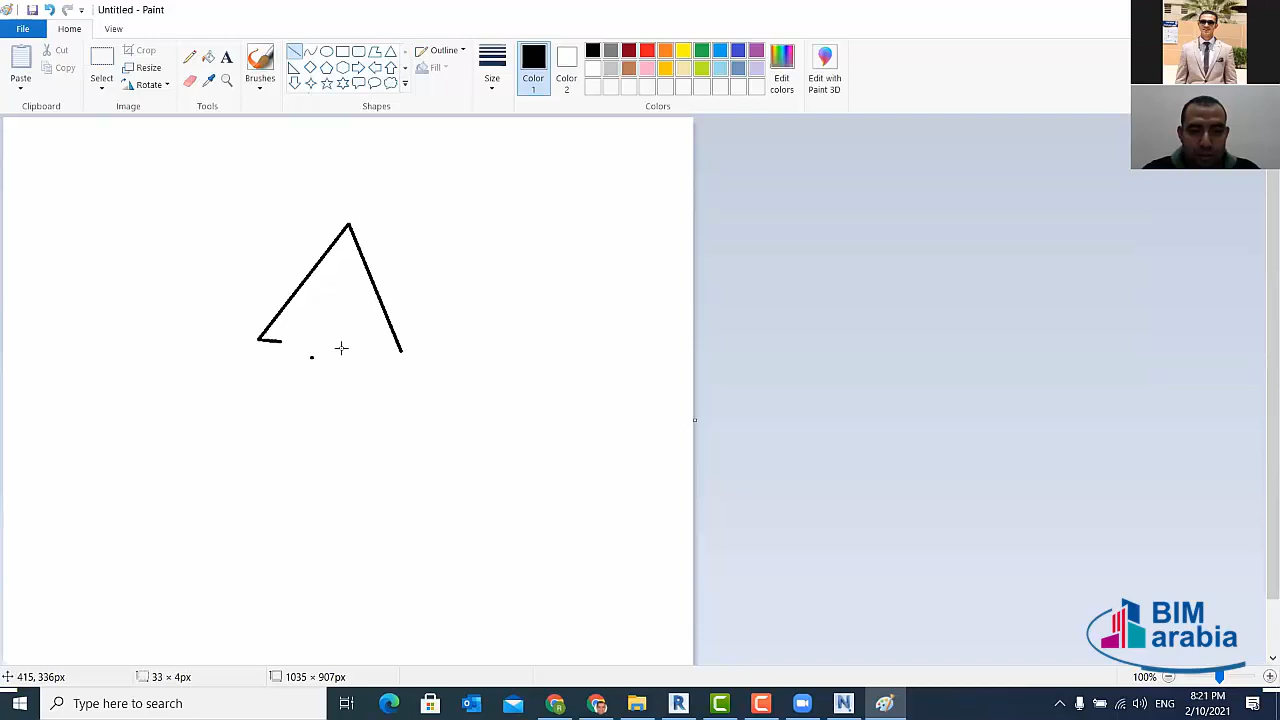 Untitled - Paint
File
Home
View
Paste
Cut
Copy
Clipboard
Select
Crop
Resize
Rotate
Image
Tools
Brushes
Shapes
Outline
Fill
Size
Color
1
Color
2
Colors
Edit
colors
Edit with
Paint 3D
BIM
arabia
415, 336px
33 × 4px
1035 × 907px
100%
Type here to search
ENG
8:21 PM
2/10/2021